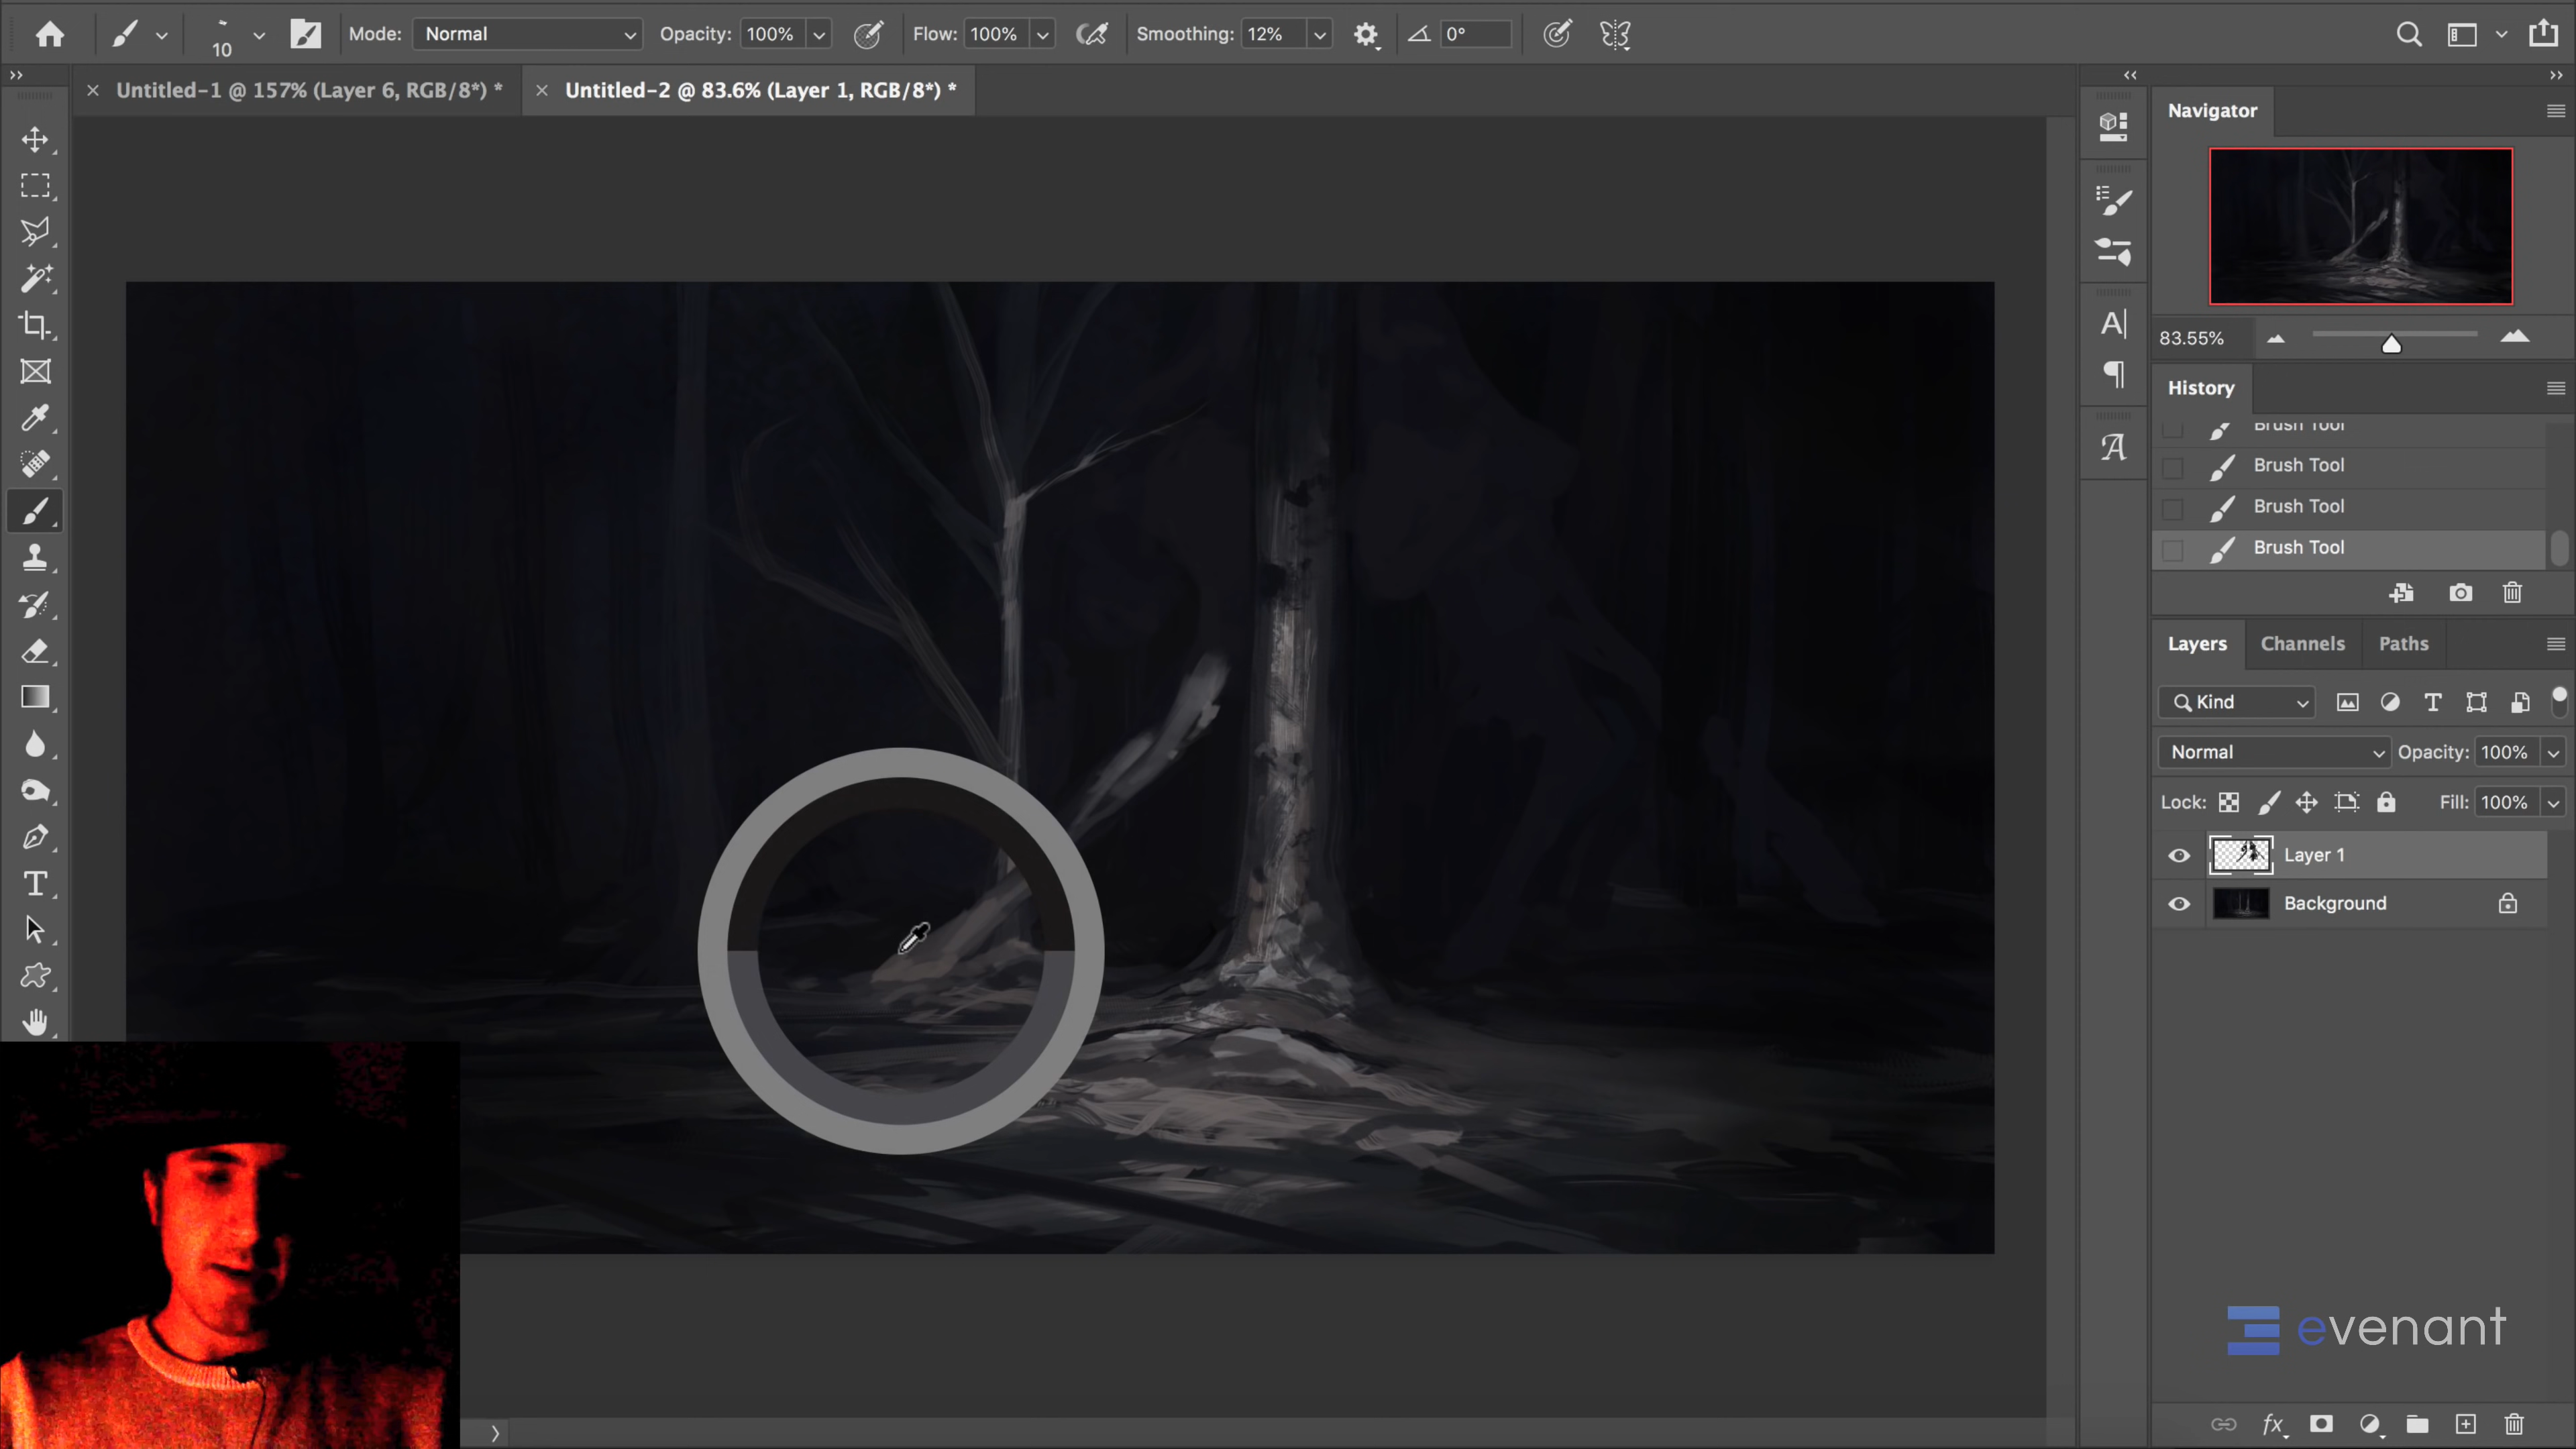 10
Mode: Normal
Opacity: 100%
Flow: 100%
Smoothing: 12%
0°
Untitled-1 @ 157% (Layer 6, RGB/8*) *
Untitled-2 @ 83.6% (Layer 1, RGB/8*) *
Navigator
83.55%
History
Brush Tool
Brush Tool
Brush Tool
Brush Tool
Layers Channels Paths
Kind
Normal Opacity: 100%
Lock: Fill: 100%
Layer 1
Background
evenant